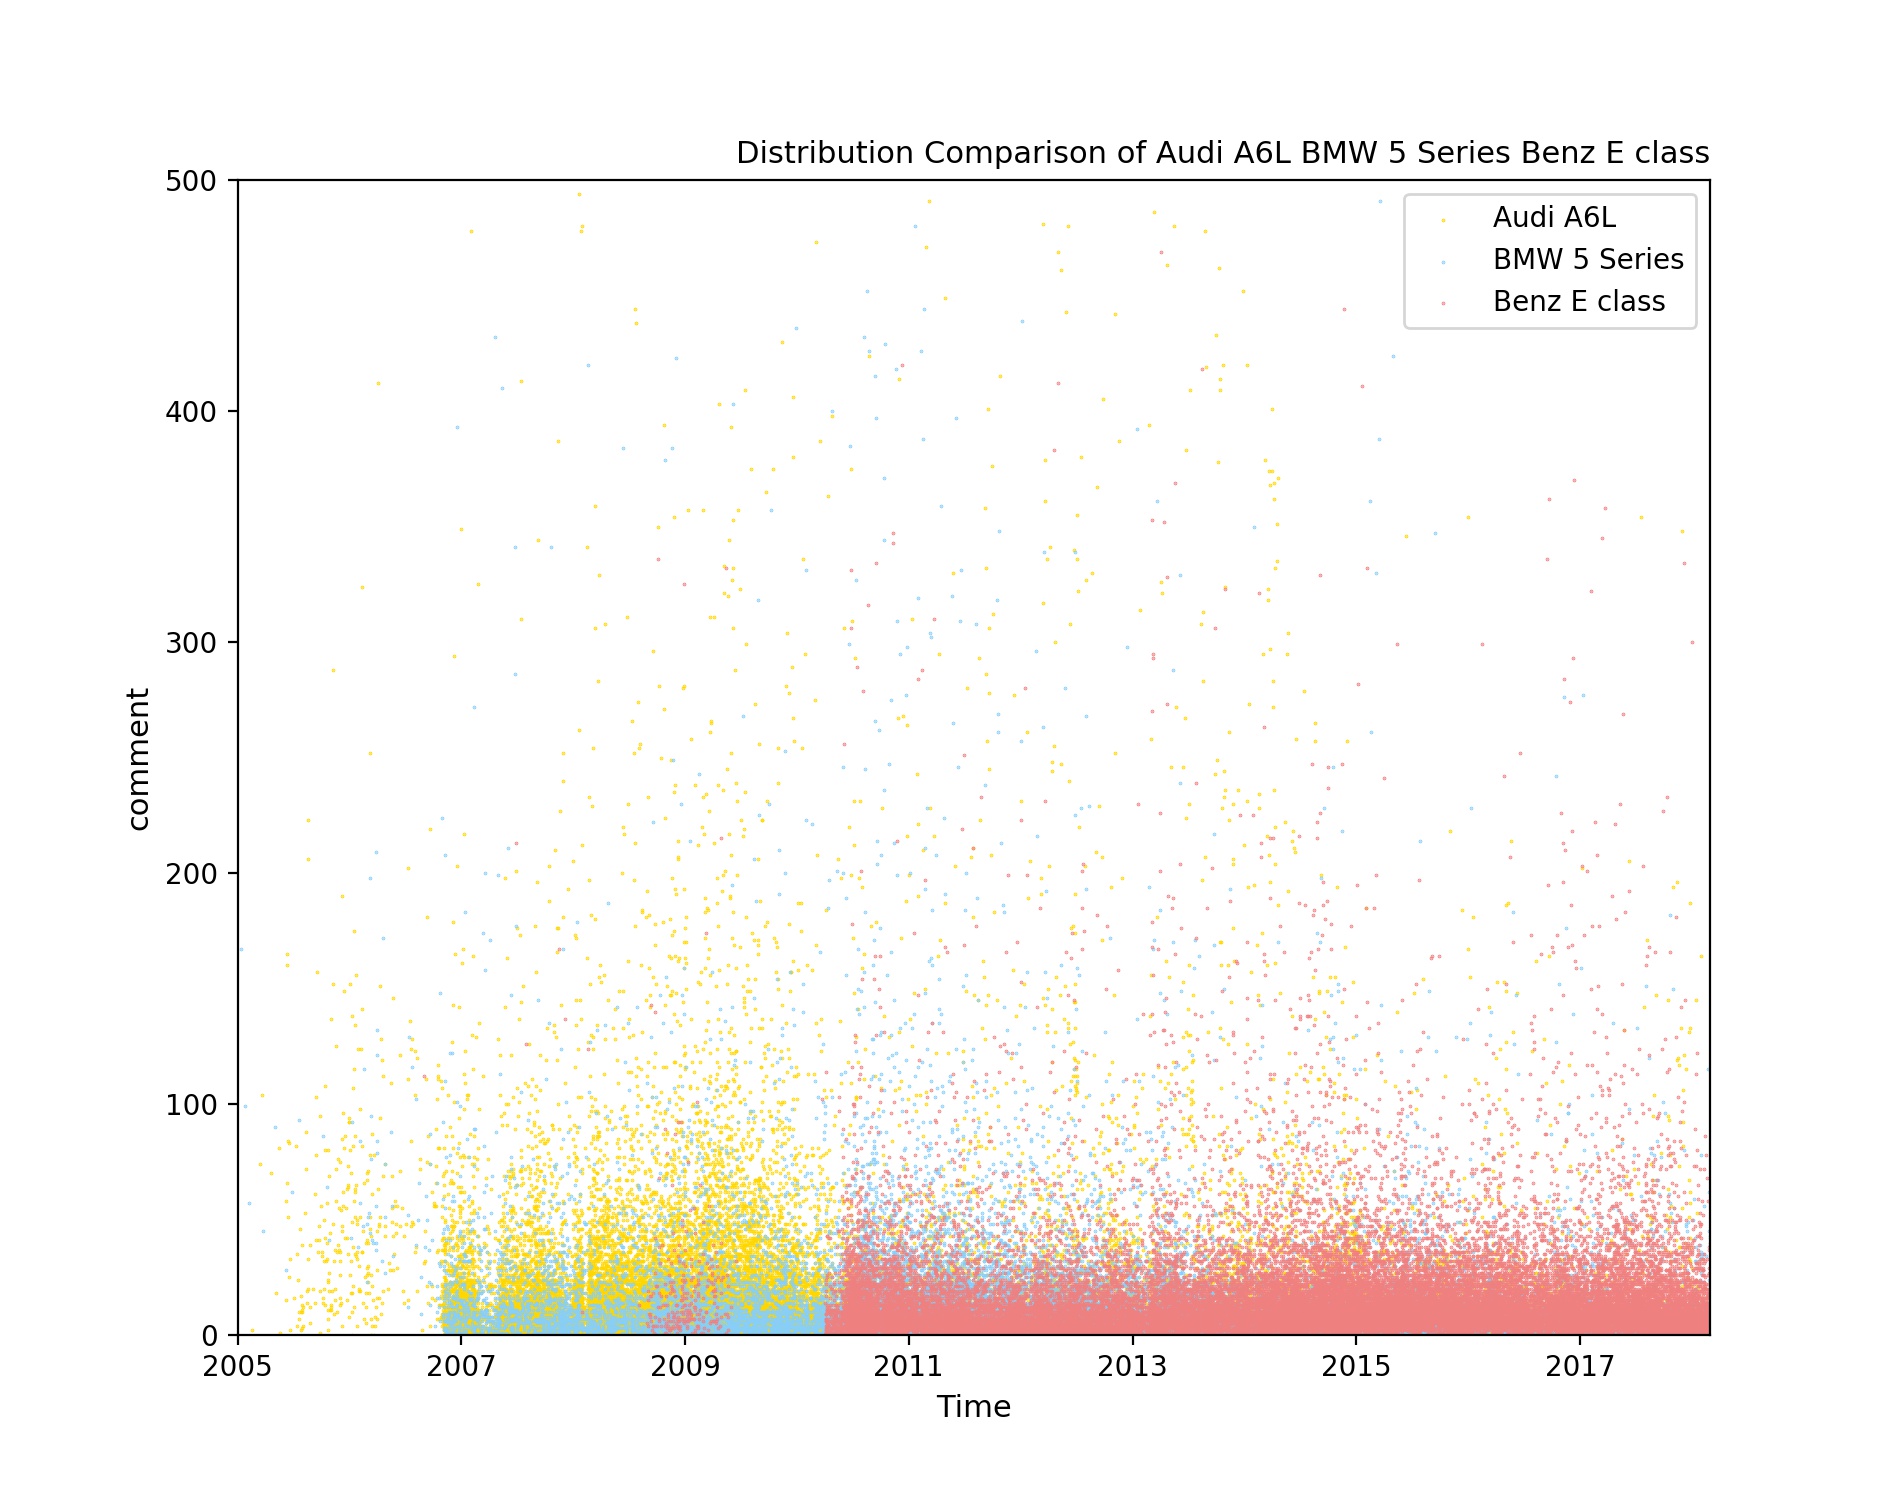 Distribution Comparison of Audi A6L BMW 5 Series Benz E class
500
400
300
200
100
0
comment
Audi A6L
BMW 5 Series
Benz E class
2005 2007 2009 2011 2013 2015 2017
Time